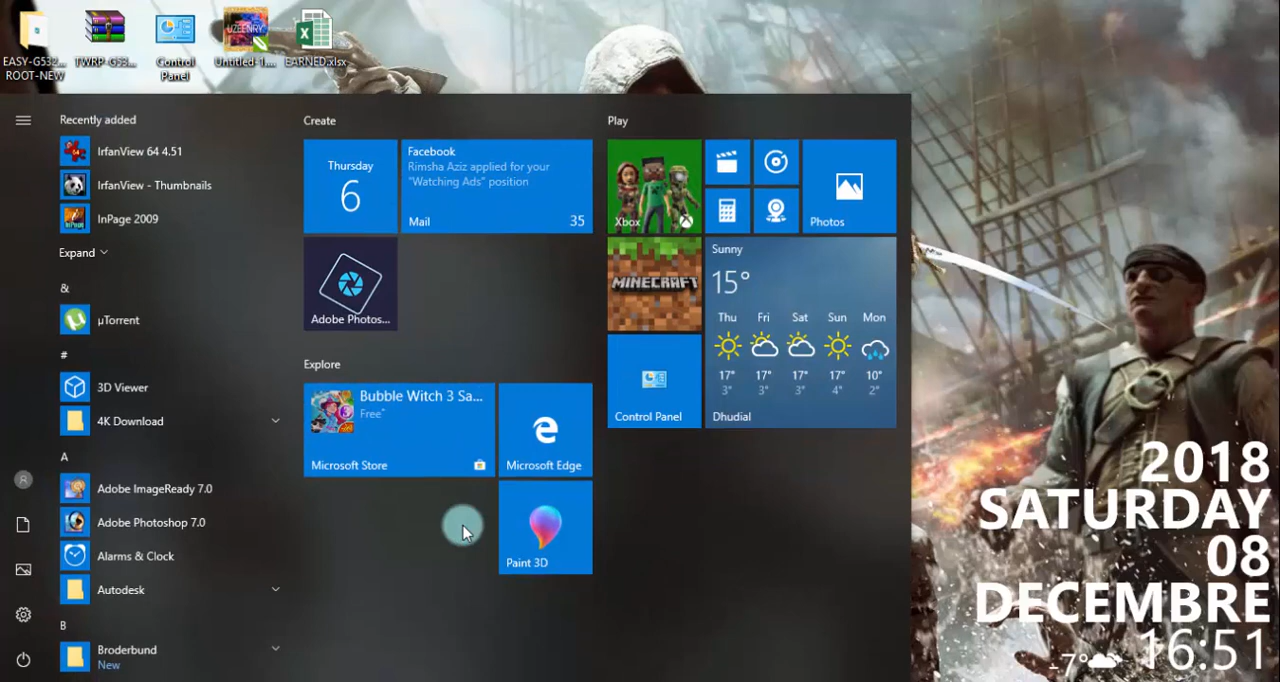 EASY-G532...
ROOT-NEW
TWRP-G53...
Control
Panel
UZEENRY
Untitled-1....
EARNED.xlsx
Recently added
IrfanView 64 4.51
IrfanView - Thumbnails
InPage 2009
Expand
&
µTorrent
#
3D Viewer
4K Download
A
Adobe ImageReady 7.0
Adobe Photoshop 7.0
Alarms & Clock
Autodesk
B
Broderbund
New
Create
Thursday
6
Facebook
Rimsha Aziz applied for your
"Watching Ads" position
Mail 35
Adobe Photos...
Explore
Bubble Witch 3 Sa...
Free+
Microsoft Store
Microsoft Edge
Paint 3D
Play
Xbox
Photos
MINECRAFT
Control Panel
Sunny
15°
Thu Fri Sat Sun Mon
17° 17° 17° 17° 10°
3° 3° 3° 4° 2°
Dhudial
2018
SATURDAY
08
DECEMBRE
-7° 16:51